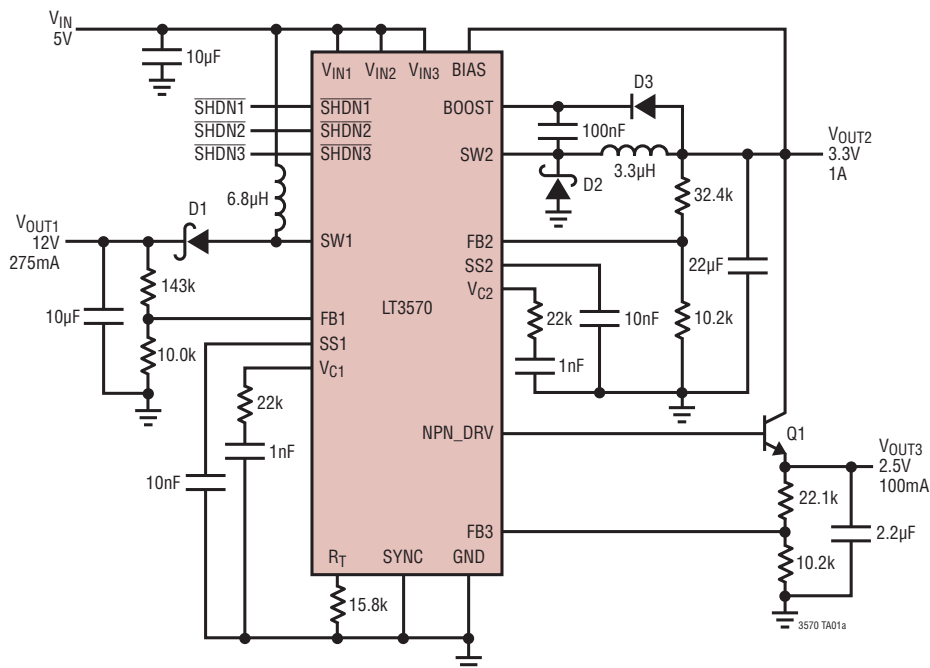 VIN
5V
10µF
VIN1 VIN2 VIN3 BIAS
SHDN1 SHDN1
SHDN2 SHDN2
SHDN3 SHDN3
BOOST
D3
100nF
SW2
3.3µH
D2
VOUT2
3.3V
1A
32.4k
6.8µH
D1
VOUT1
12V
275mA
SW1
FB2
SS2
VC2
22µF
143k
10µF
LT3570
22k
10nF
10.2k
FB1
10.0k
SS1
VC1
1nF
22k
1nF
10nF
NPN_DRV
Q1
VOUT3
2.5V
100mA
22.1k
2.2µF
FB3
10.2k
RT SYNC GND
15.8k
3570 TA01a